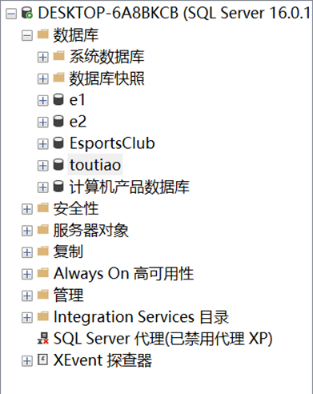 DESKTOP-6A8BKCB (SQL Server 16.0.1
数据库
系统数据库
数据库快照
e1
e2
EsportsClub
toutiao
计算机产品数据库
安全性
服务器对象
复制
Always On 高可用性
管理
Integration Services 目录
SQL Server 代理(已禁用代理 XP)
XEvent 探查器